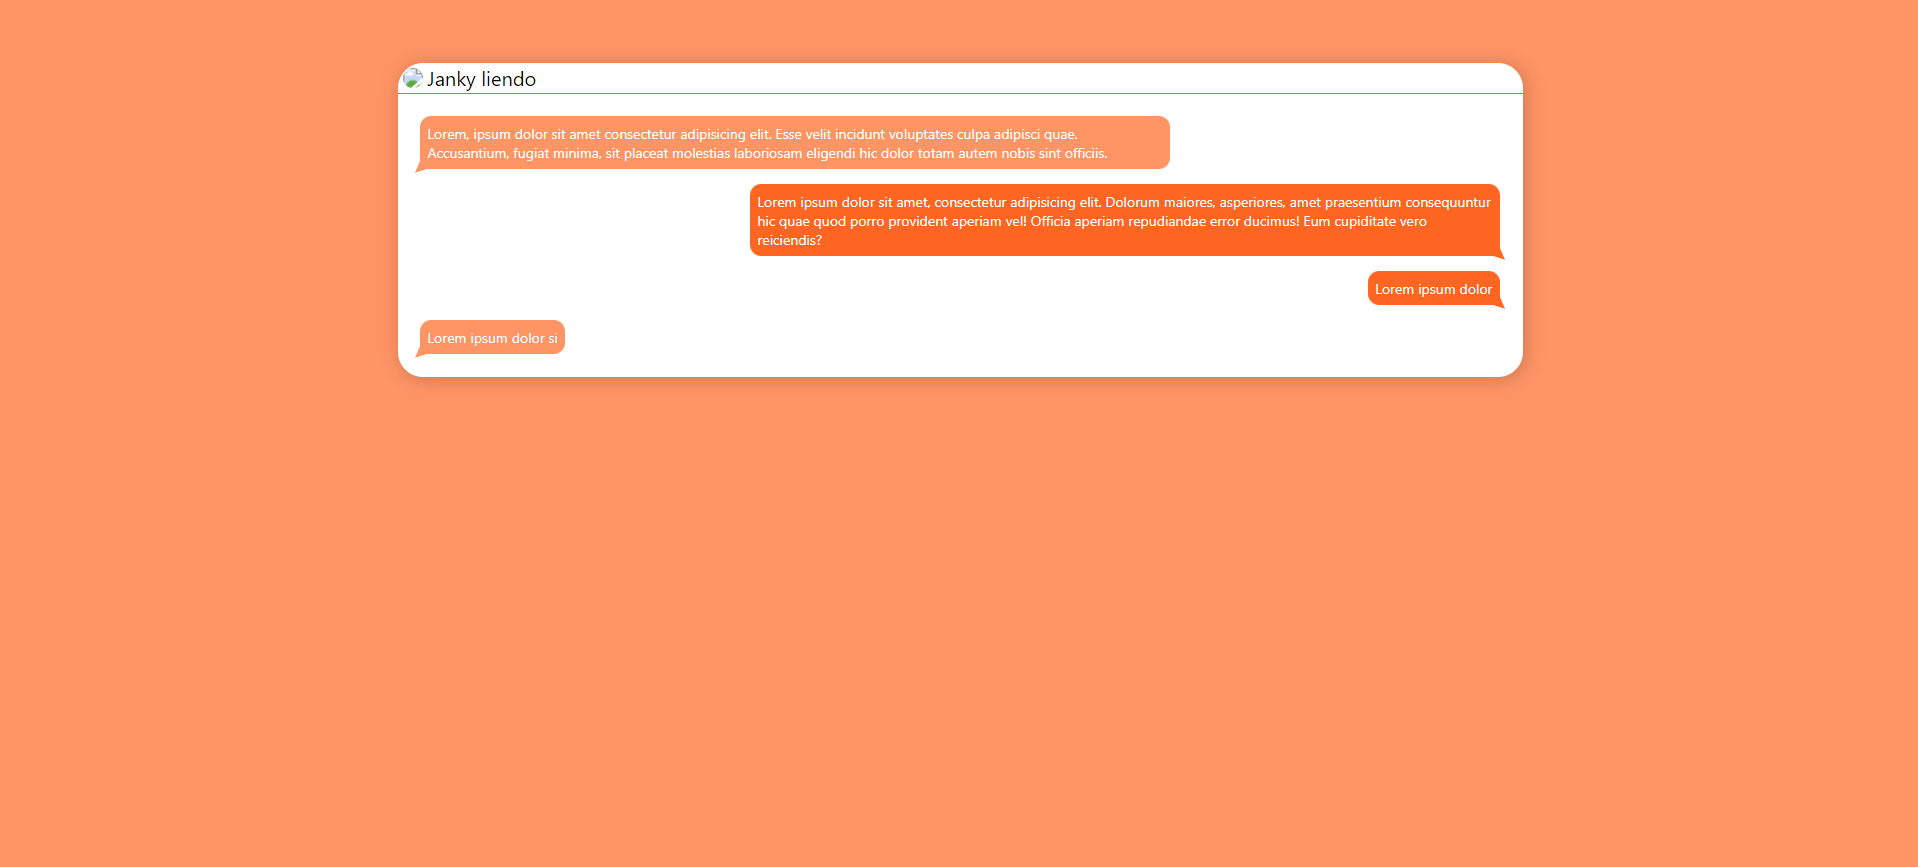 Janky liendo
Lorem, ipsum dolor sit amet consectetur adipisicing elit. Esse velit incidunt voluptates culpa adipisci quae.
Accusantium, fugiat minima, sit placeat molestias laboriosam eligendi hic dolor totam autem nobis sint officiis.
Lorem ipsum dolor sit amet, consectetur adipisicing elit. Dolorum maiores, asperiores, amet praesentium consequuntur
hic quae quod porro provident aperiam vel! Officia aperiam repudiandae error ducimus! Eum cupiditate vero
reiciendis?
Lorem ipsum dolor
Lorem ipsum dolor si